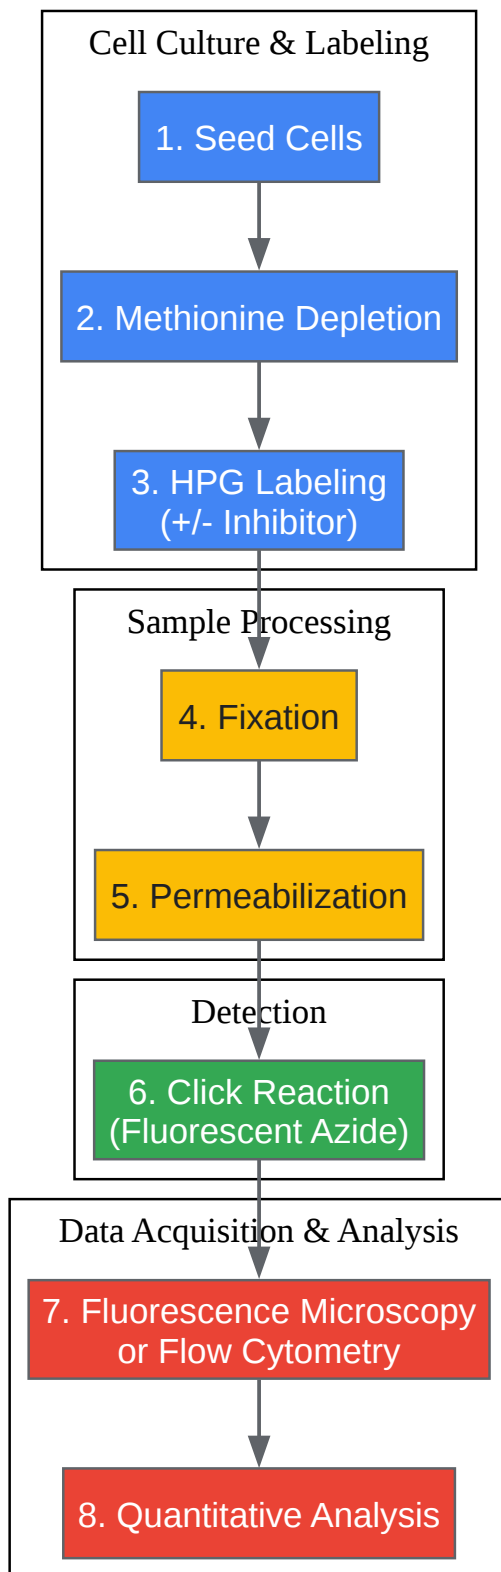 Cell Culture & Labeling
1. Seed Cells
2. Methionine Depletion
3. HPG Labeling
(+/- Inhibitor)
Sample Processing
4. Fixation
5. Permeabilization
Detection
6. Click Reaction
(Fluorescent Azide)
Data Acquisition & Analysis
7. Fluorescence Microscopy
or Flow Cytometry
8. Quantitative Analysis